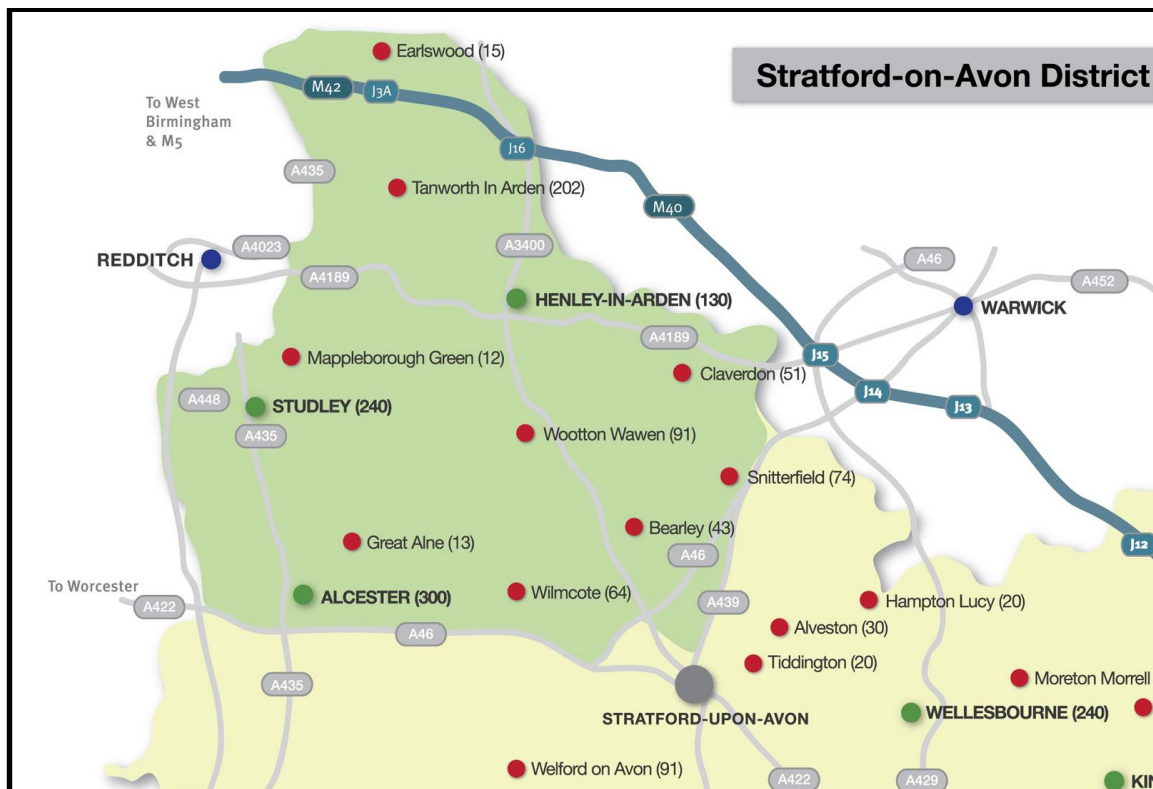 Earlswood (15)
Stratford-on-Avon District
M42
J3A
To West
Birmingham
& M5
J16
A435
Tanworth In Arden (202)
M40
A4023
A3400
A46
REDDITCH
A4189
A452
HENLEY-IN-ARDEN (130)
WARWICK
A4189
Mappleborough Green (12)
J15
Claverdon (51)
J14
A448
STUDLEY (240)
J13
A435
Wootton Wawen (91)
Snitterfield (74)
Bearley (43)
Great Alne (13)
J12
A46
To Worcester
Wilmcote (64)
ALCESTER (300)
Hampton Lucy (20)
A422
A439
A46
Alveston (30)
Tiddington (20)
Moreton Morrell
A435
STRATFORD-UPON-AVON
WELLESBOURNE (240)
Welford on Avon (91)
A422
A429
KIN